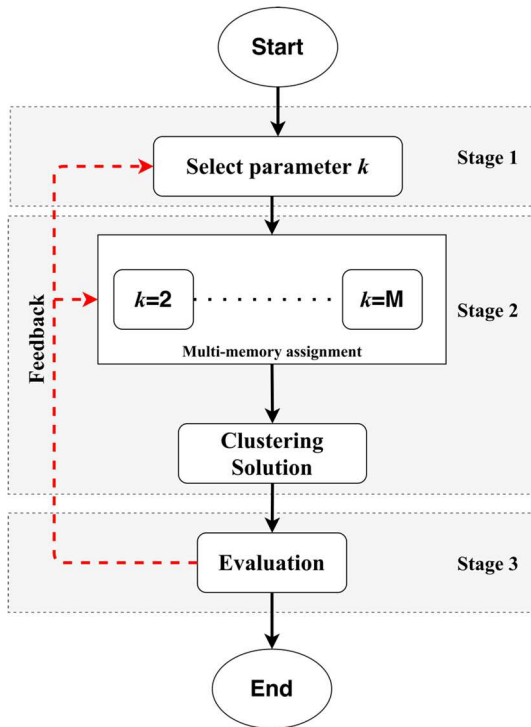 Start
Stage 1
Select parameter k
Stage 2
k=2
k=M
Multi-memory assignment
Feedback
Clustering
Solution
Evaluation
Stage 3
End